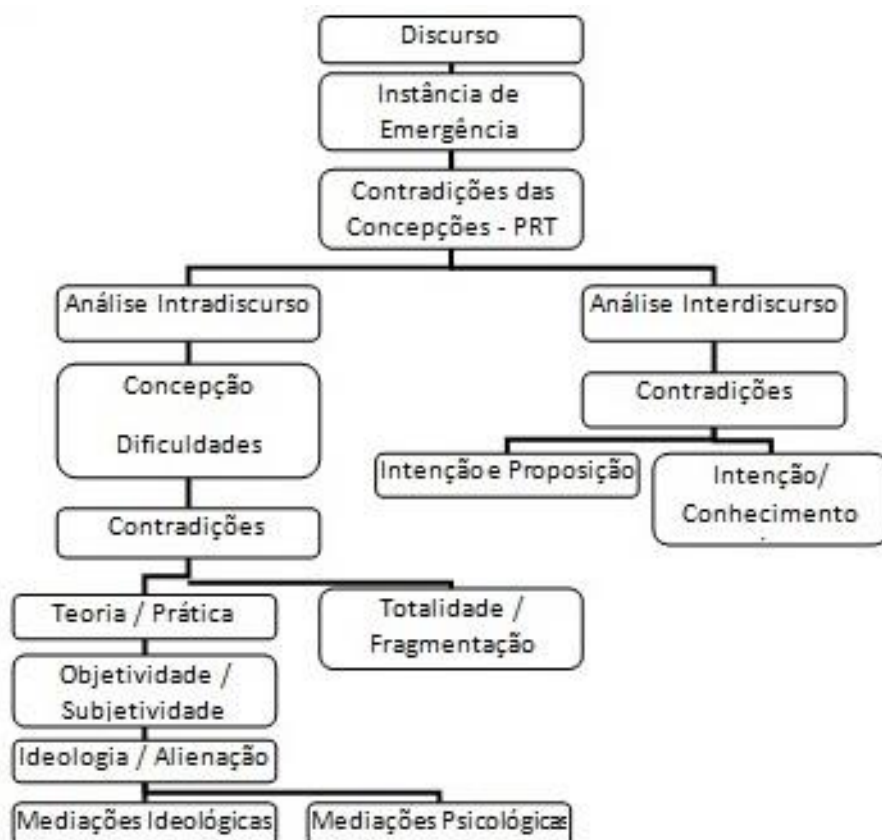 Discurso
Instância de
Emergência
Contradições das
Concepções - PRT
Análise Intradiscurso
Análise Interdiscurso
Concepção
Dificuldades
Contradições
Intenção e Proposição
Intenção/
Conhecimento
Contradições
Teoria / Prática
Totalidade /
Fragmentação
Objetividade /
Subjetividade
Ideologia / Alienação
Mediações Ideológicas
Mediações Psicológicas